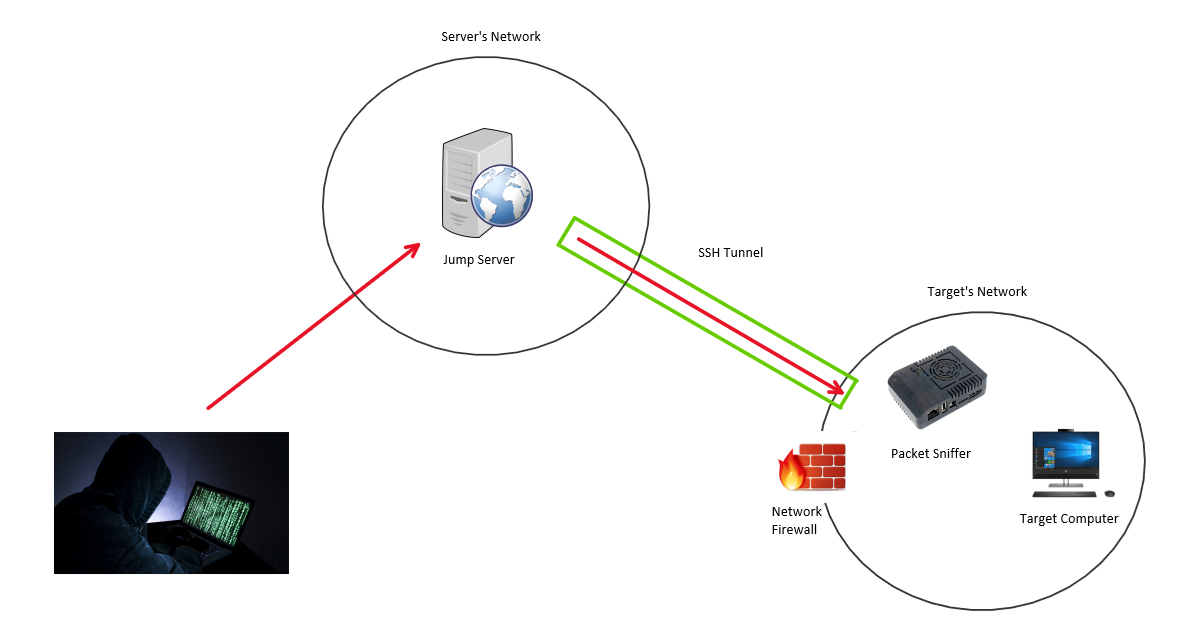 Server's Network
Jump Server
SSH Tunnel
Target's Network
Packet Sniffer
Network
Firewall
Target Computer